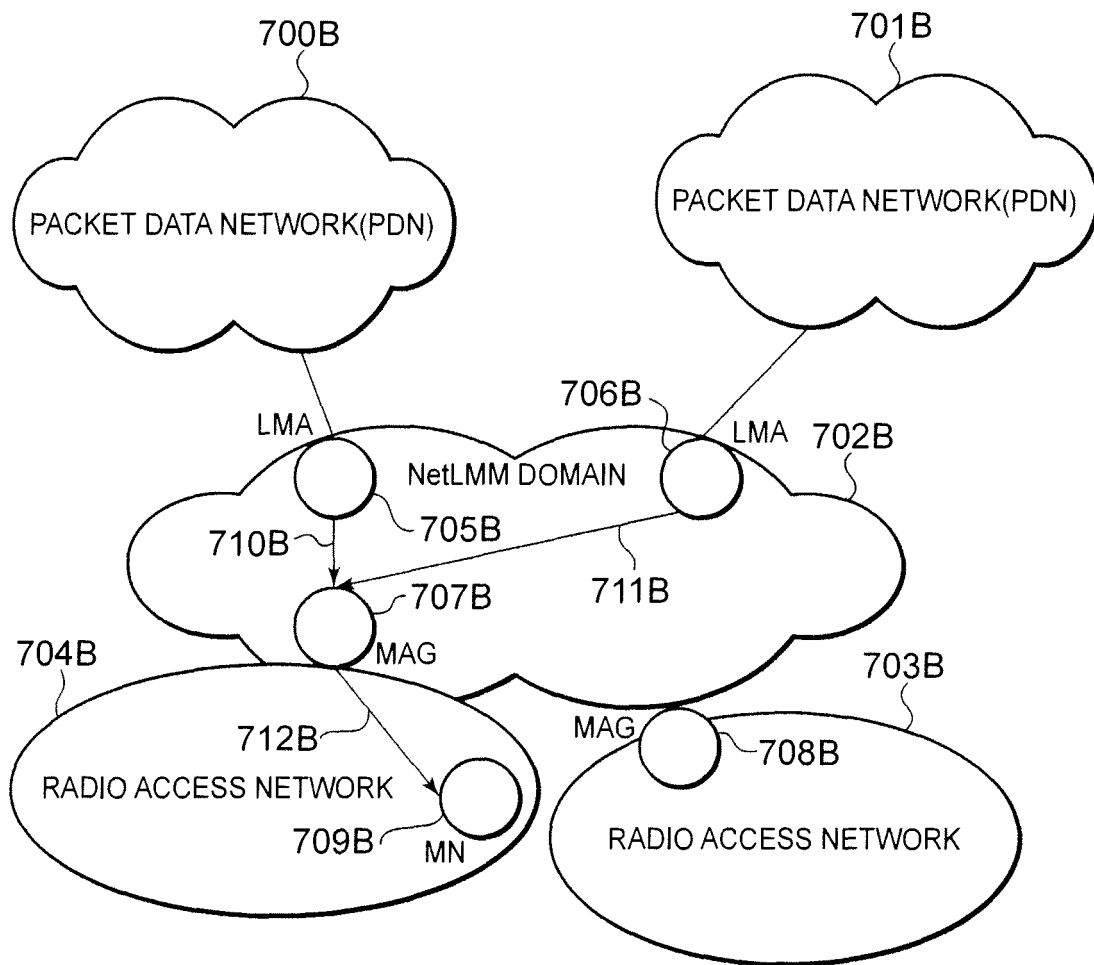 700B
701B
PACKET DATA NETWORK(PDN)
PACKET DATA NETWORK(PDN)
706B
LMA
LMA
702B
NetLMM DOMAIN
705B
710B
711B
707B
704B
MAG
703B
712B
MAG
708B
RADIO ACCESS NETWORK
709B
MN
RADIO ACCESS NETWORK